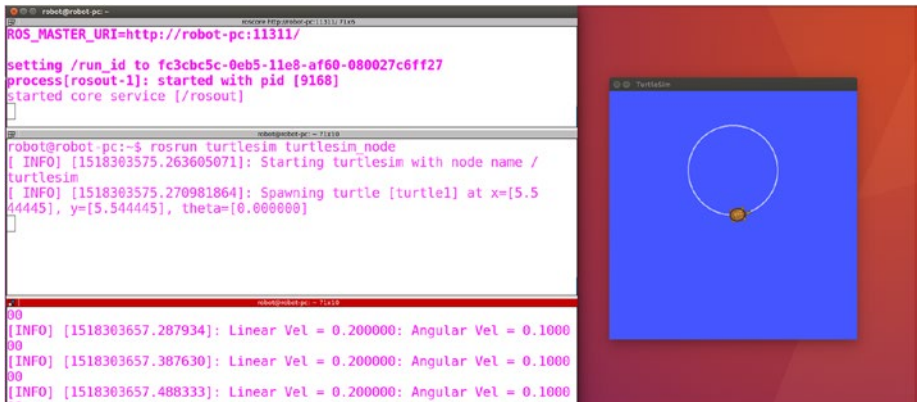 robot@robot-pc: ~
roscore http://robot-pc:11311/ 71x6
ROS_MASTER_URI=http://robot-pc:11311/
setting /run_id to fc3cbc5c-0eb5-11e8-af60-080027c6ff27
process[rosout-1]: started with pid [9168]
started core service [/rosout]
robot@robot-pc: ~ 71x10
robot@robot-pc:~$ rosrun turtlesim turtlesim_node
[ INFO] [1518303575.263605071]: Starting turtlesim with node name /
turtlesim
[ INFO] [1518303575.270981864]: Spawning turtle [turtle1] at x=[5.5
44445], y=[5.544445], theta=[0.000000]
robot@robot-pc: ~ 71x10
00
[INFO] [1518303657.287934]: Linear Vel = 0.200000: Angular Vel = 0.1000
00
[INFO] [1518303657.387630]: Linear Vel = 0.200000: Angular Vel = 0.1000
00
[INFO] [1518303657.488333]: Linear Vel = 0.200000: Angular Vel = 0.1000
TurtleSim